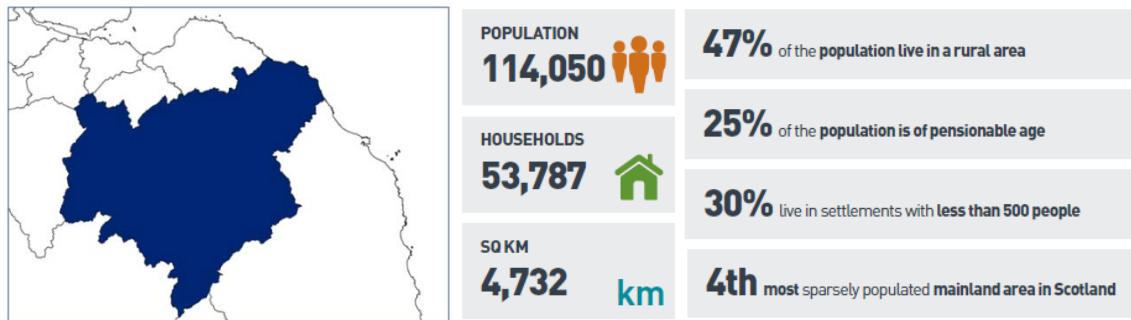 POPULATION
114,050
HOUSEHOLDS
53,787
SQ KM
4,732
km
47% of the population live in a rural area
25% of the population is of pensionable age
30% live in settlements with less than 500 people
4th most sparsely populated mainland area in Scotland